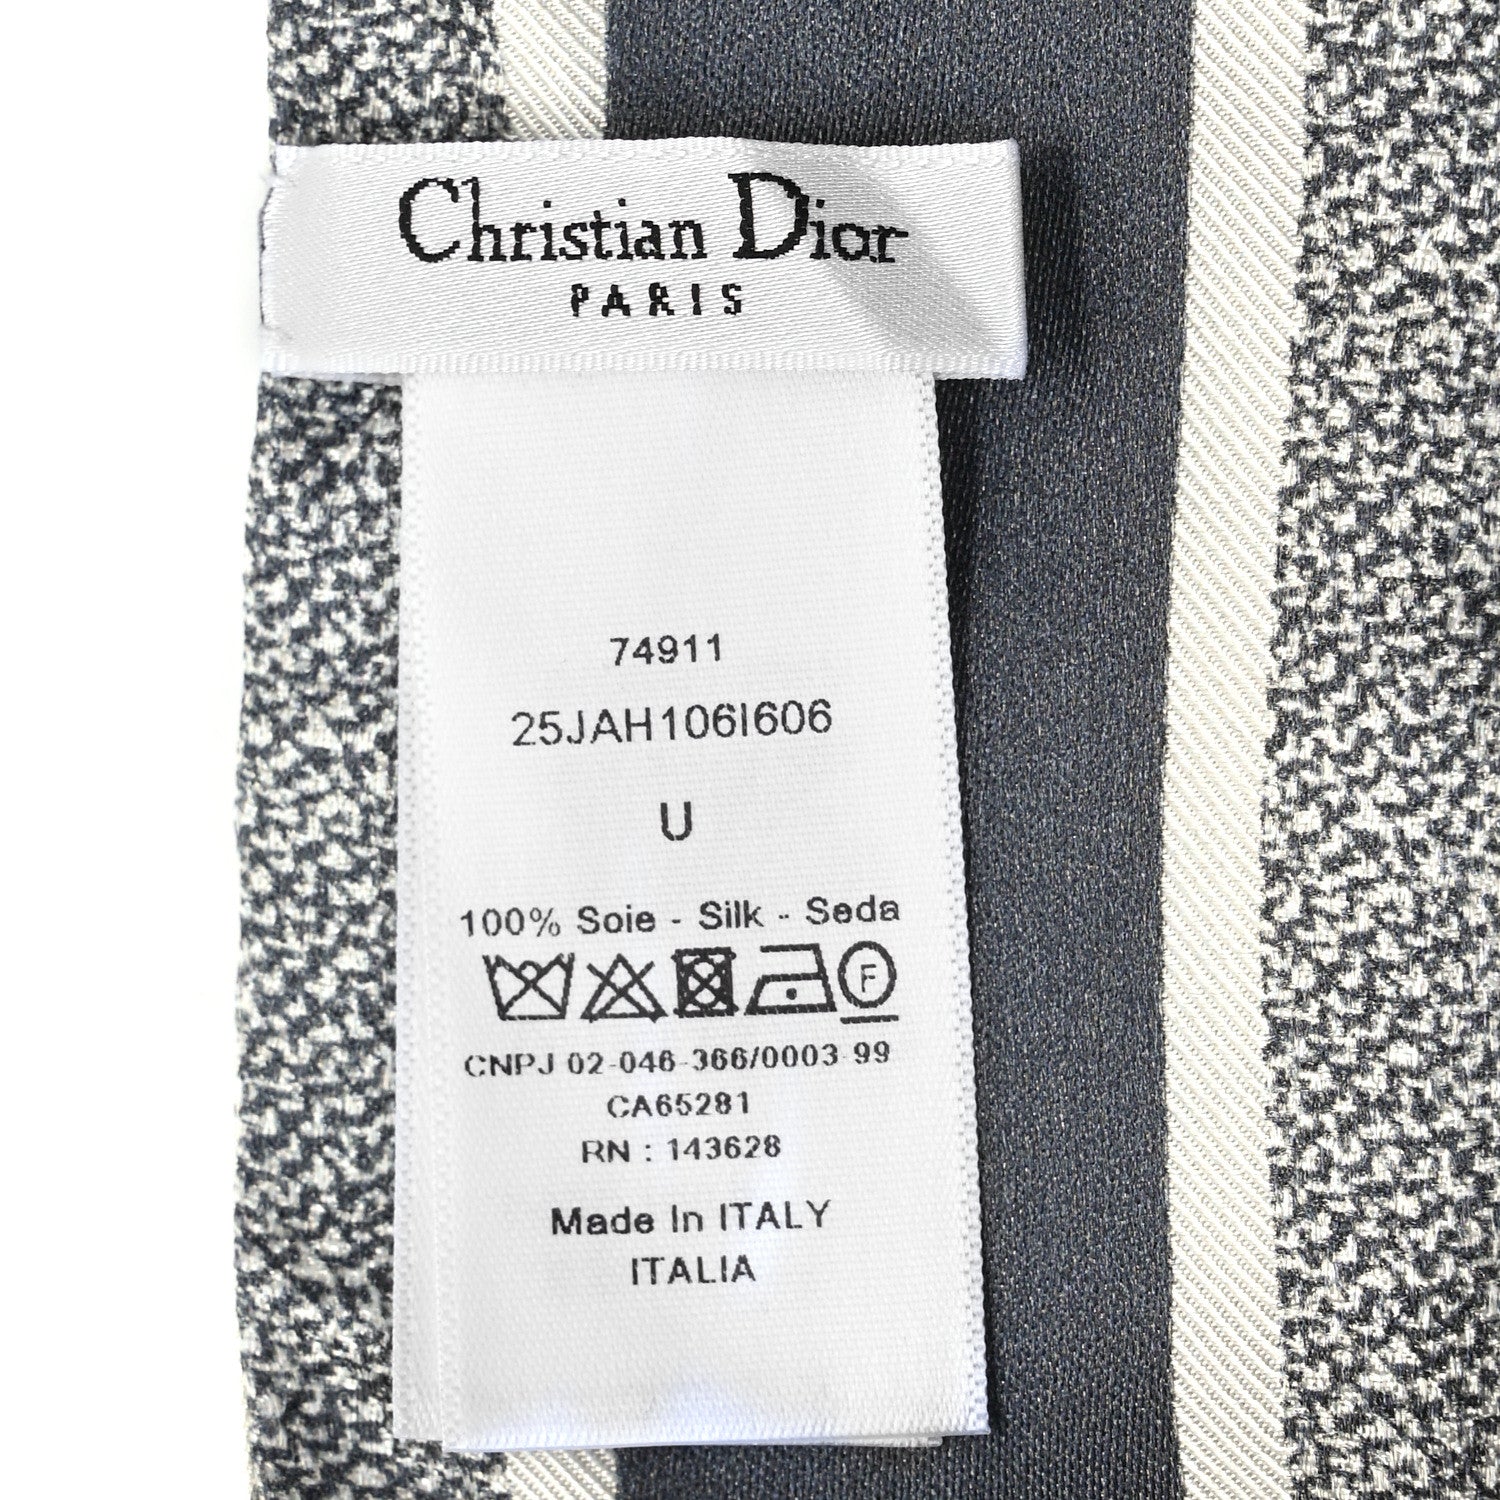 Christian Dior
PARIS
74911
25JAH106I606
U
100% Soie - Silk - Seda
F
CNPJ 02-046-366/0003-99
CA65281
RN : 143628
Made In ITALY
ITALIA